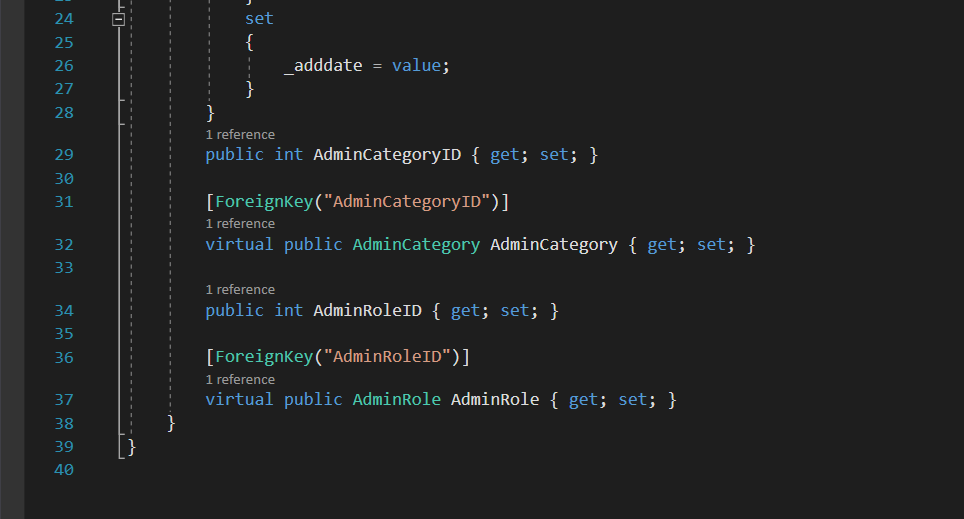 }
24 set
25 {
26 _adddate = value;
27 }
28 }
1 reference
29 public int AdminCategoryID { get; set; }
30
31 [ForeignKey("AdminCategoryID")]
1 reference
32 virtual public AdminCategory AdminCategory { get; set; }
33
1 reference
34 public int AdminRoleID { get; set; }
35
36 [ForeignKey("AdminRoleID")]
1 reference
37 virtual public AdminRole AdminRole { get; set; }
38 }
39 }
40